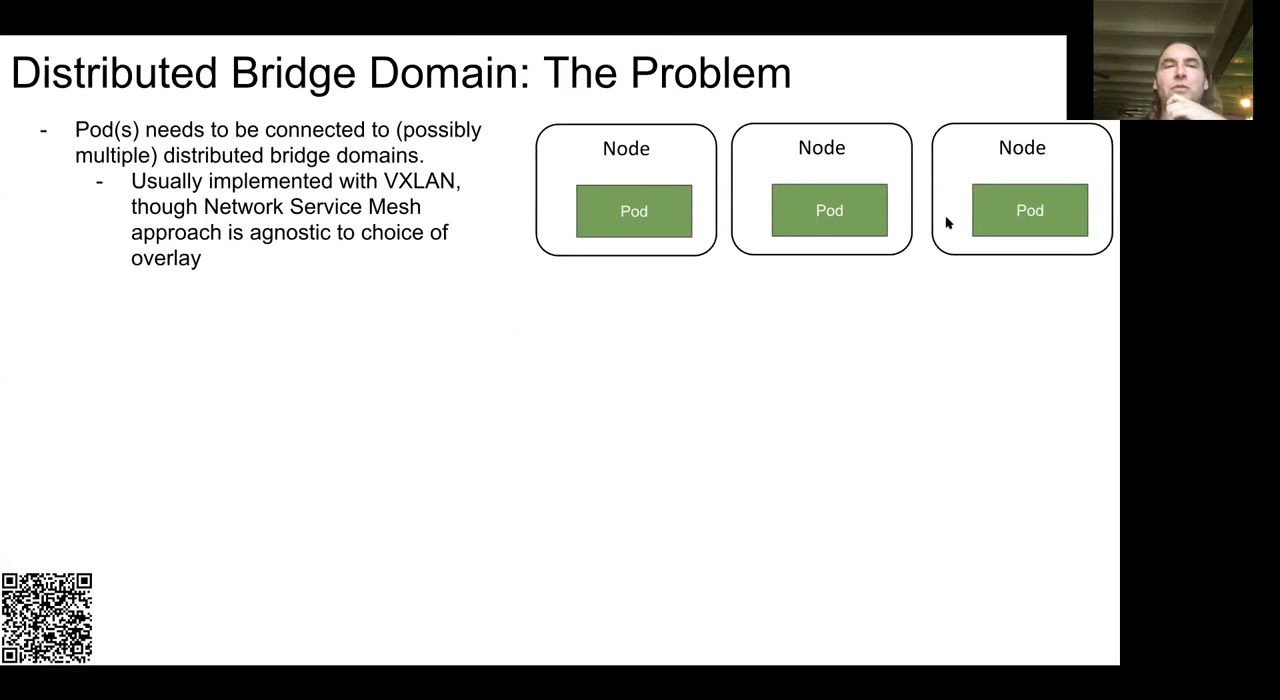 Distributed Bridge Domain: The Problem
- Pod(s) needs to be connected to (possibly
multiple) distributed bridge domains.
- Usually implemented with VXLAN,
though Network Service Mesh
approach is agnostic to choice of
overlay
Node
Pod
Node
Pod
Node
Pod